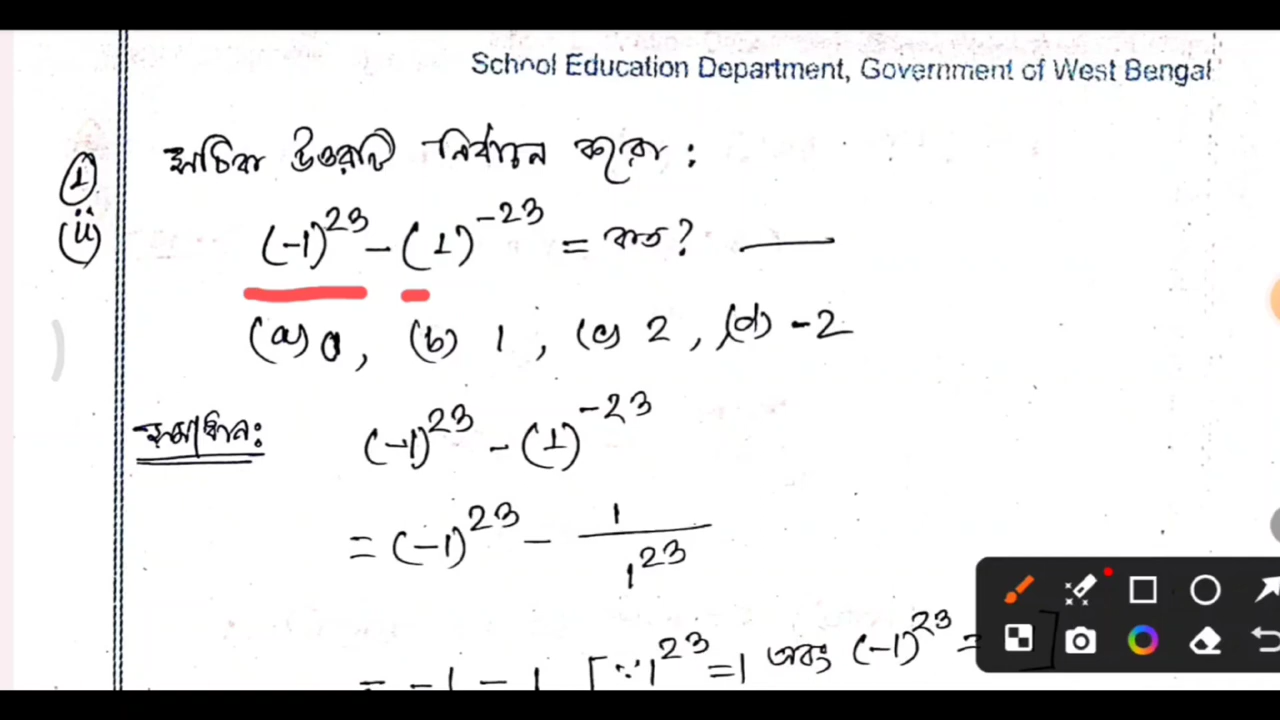 School Education Department, Government of West Bengal
① সঠিক উত্তরটি নির্বাচন করো :
(ii) (-1)^23 - (1)^-23 = কত? ——
(a) 0, (b) 1, (c) 2, (d) -2
সমাধান: (-1)^23 - (1)^-23
= (-1)^23 - 1/1^23
= -1 - 1 [∵ 1^23 = 1 এবং (-1)^23 =